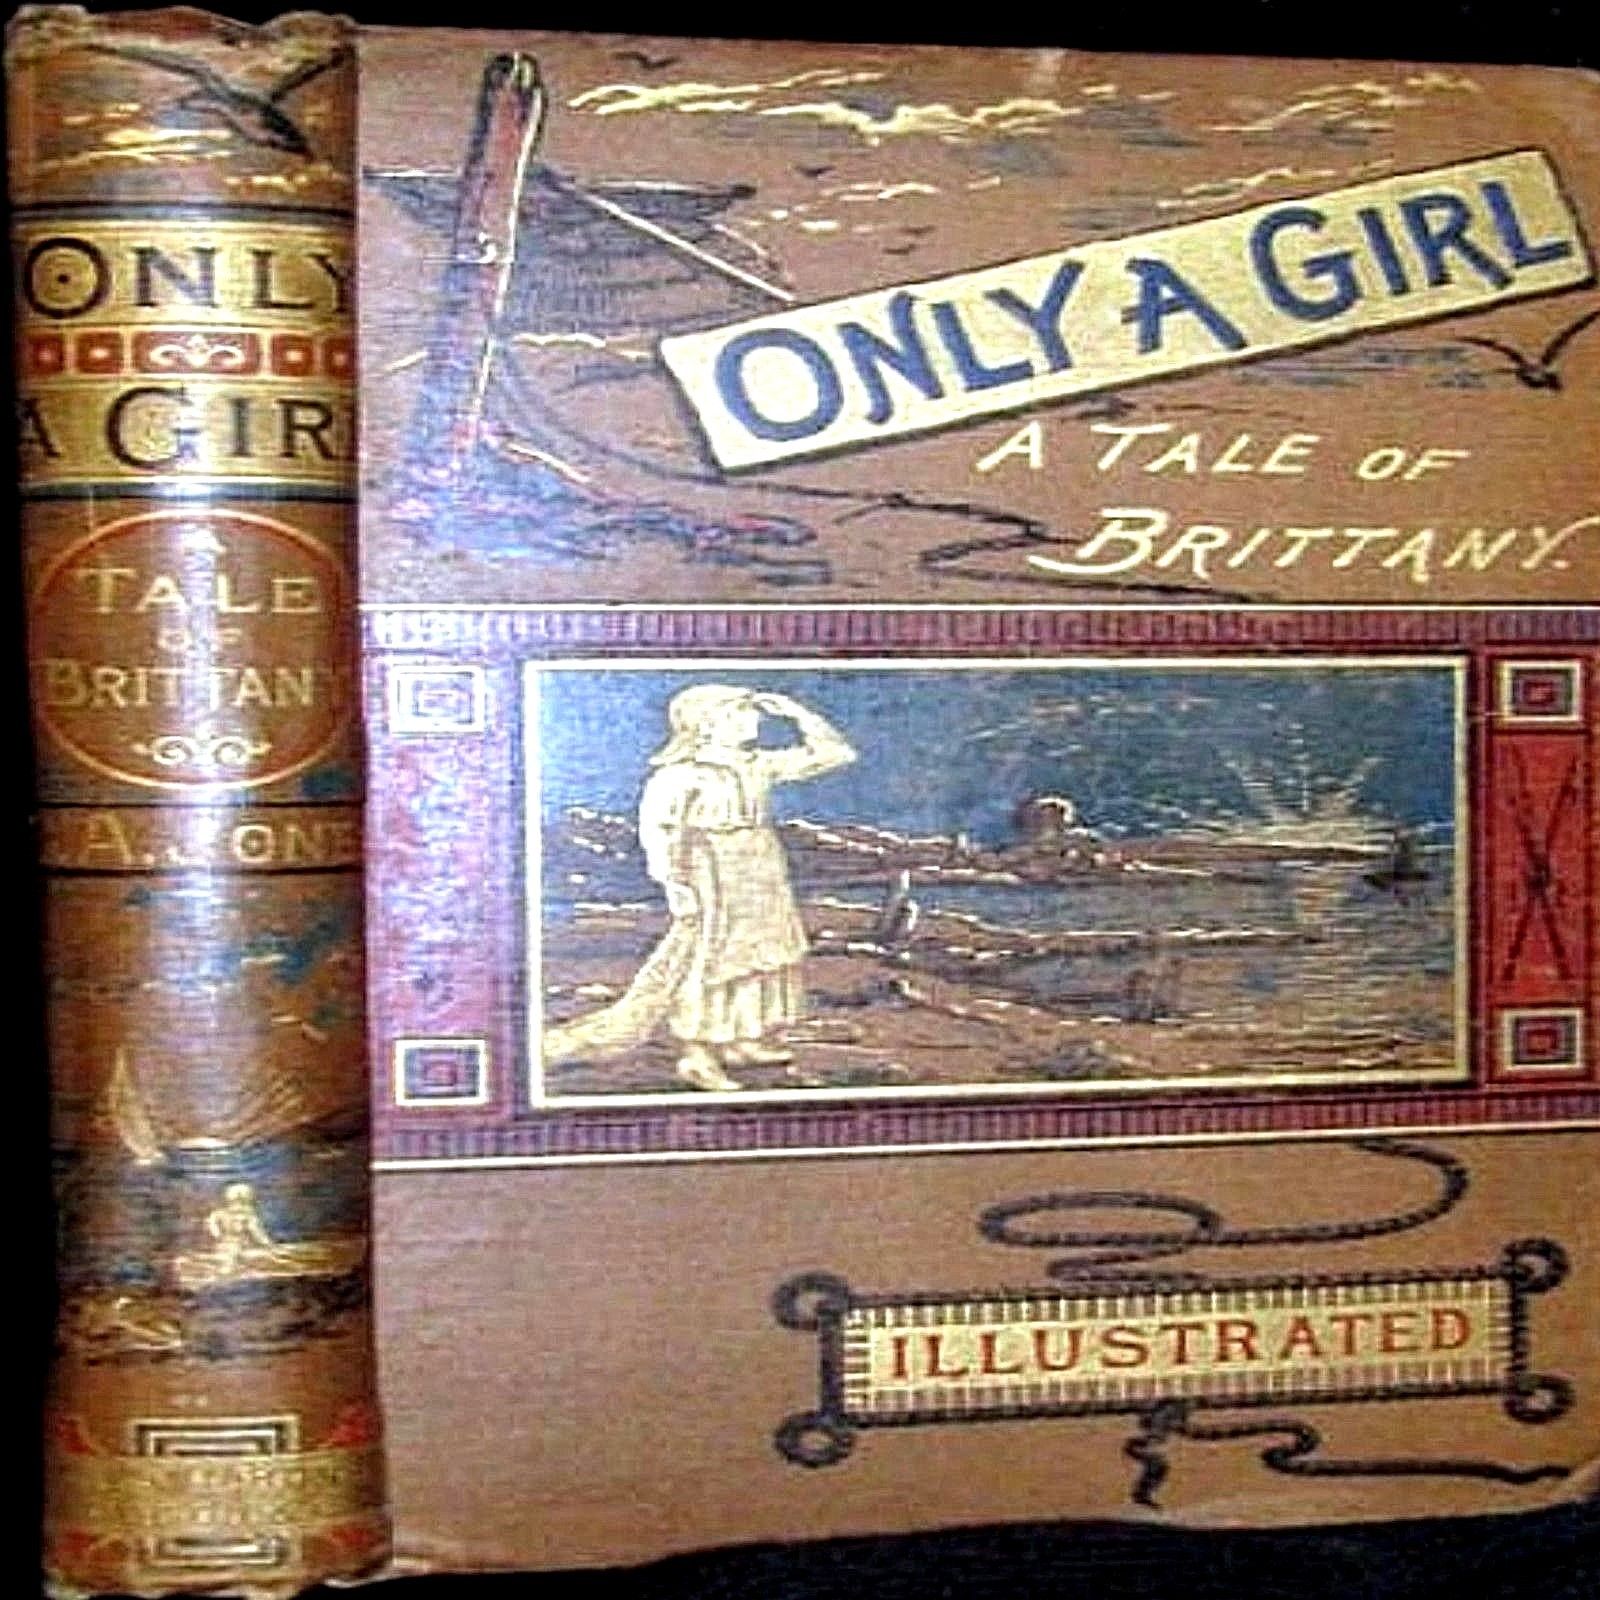 ONLY
A GIRL
A
TALE
OF
BRITTANY
ONLY A GIRL
A TALE OF
BRITTANY.
ILLUSTRATED